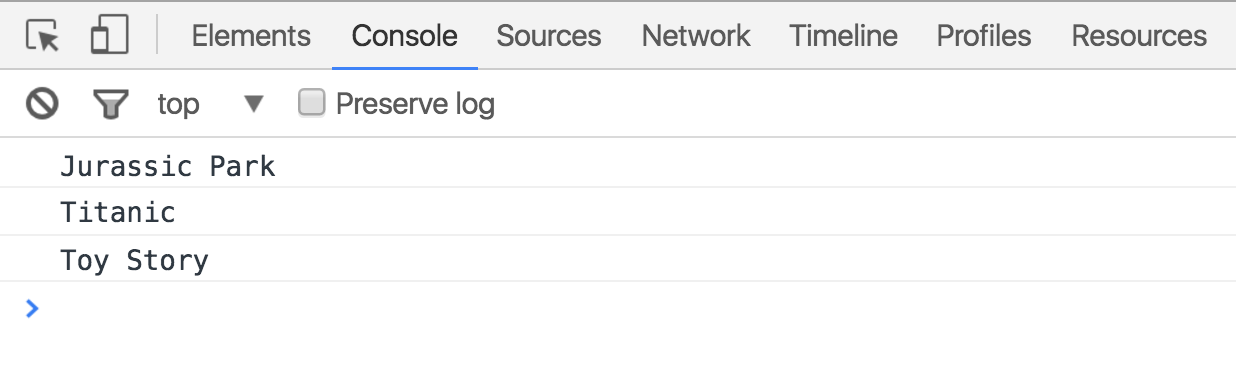 Elements Console Sources Network Timeline Profiles Resources
top Preserve log
Jurassic Park
Titanic
Toy Story